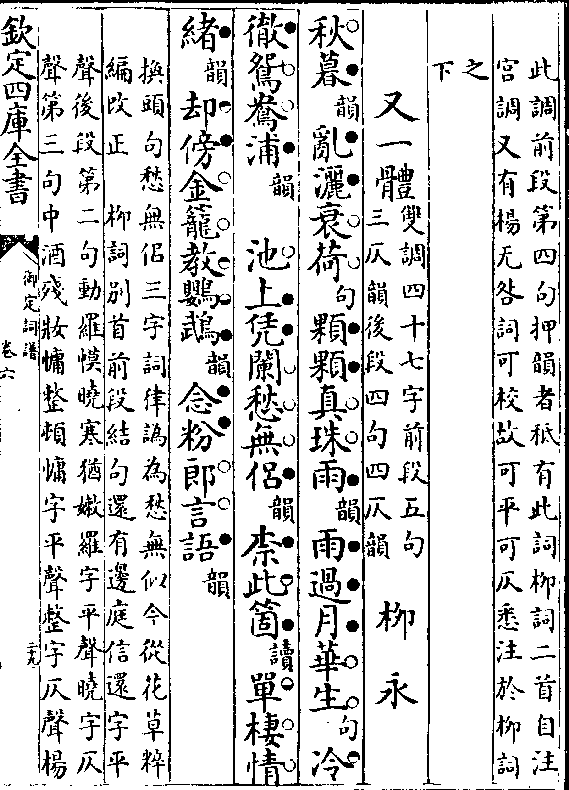 此調前段第四句押韻者祗有此詞柳詞二首自注
宫調又有楊无咎詞可校故可平可仄悉注於柳詞
之
下
又一體
雙調四十七字前段五句
三仄韻後段四句四仄韻
柳永
秋暮韻亂灑衰荷句顆顆真珠雨韻雨過月華生句冷
徹鴛鴦浦韻 池上凭闌愁無侣韻柰此箇讀單棲情
緒韻却傍金籠教鸚鵡韻念粉郎言語韻
換頭句愁無侣三字詞律譌為愁無似今從花草粹
編改正 柳詞别首前段結句還有邊庭信還字平
聲後段第二句動羅幙曉寒猶嫩羅字平聲曉字仄
聲第三句中酒殘妝慵整頓慵字平聲整字仄聲楊
欽定四庫全書
御定詞譜
卷六
二九